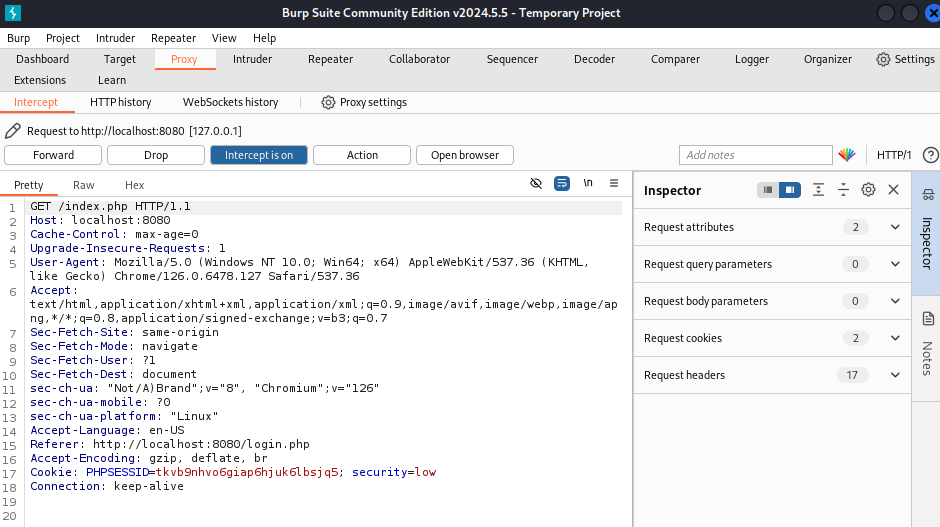 Burp Suite Community Edition v2024.5.5 - Temporary Project
Burp Project Intruder Repeater View Help
Dashboard Target Proxy Intruder Repeater Collaborator Sequencer Decoder Comparer Logger Organizer Settings
Extensions Learn
Intercept HTTP history WebSockets history Proxy settings
Request to http://localhost:8080 [127.0.0.1]
Forward Drop Intercept is on Action Open browser Add notes HTTP/1 ?
Pretty Raw Hex \n
1 GET /index.php HTTP/1.1
2 Host: localhost:8080
3 Cache-Control: max-age=0
4 Upgrade-Insecure-Requests: 1
5 User-Agent: Mozilla/5.0 (Windows NT 10.0; Win64; x64) AppleWebKit/537.36 (KHTML,
like Gecko) Chrome/126.0.6478.127 Safari/537.36
6 Accept:
text/html,application/xhtml+xml,application/xml;q=0.9,image/avif,image/webp,image/ap
ng,*/*;q=0.8,application/signed-exchange;v=b3;q=0.7
7 Sec-Fetch-Site: same-origin
8 Sec-Fetch-Mode: navigate
9 Sec-Fetch-User: ?1
10 Sec-Fetch-Dest: document
11 sec-ch-ua: "Not/A)Brand";v="8", "Chromium";v="126"
12 sec-ch-ua-mobile: ?0
13 sec-ch-ua-platform: "Linux"
14 Accept-Language: en-US
15 Referer: http://localhost:8080/login.php
16 Accept-Encoding: gzip, deflate, br
17 Cookie: PHPSESSID=tkvb9nhvo6giap6hjuk6lbsjq5; security=low
18 Connection: keep-alive
19
20
Inspector
Request attributes 2
Request query parameters 0
Request body parameters 0
Request cookies 2
Request headers 17
Inspector
Notes